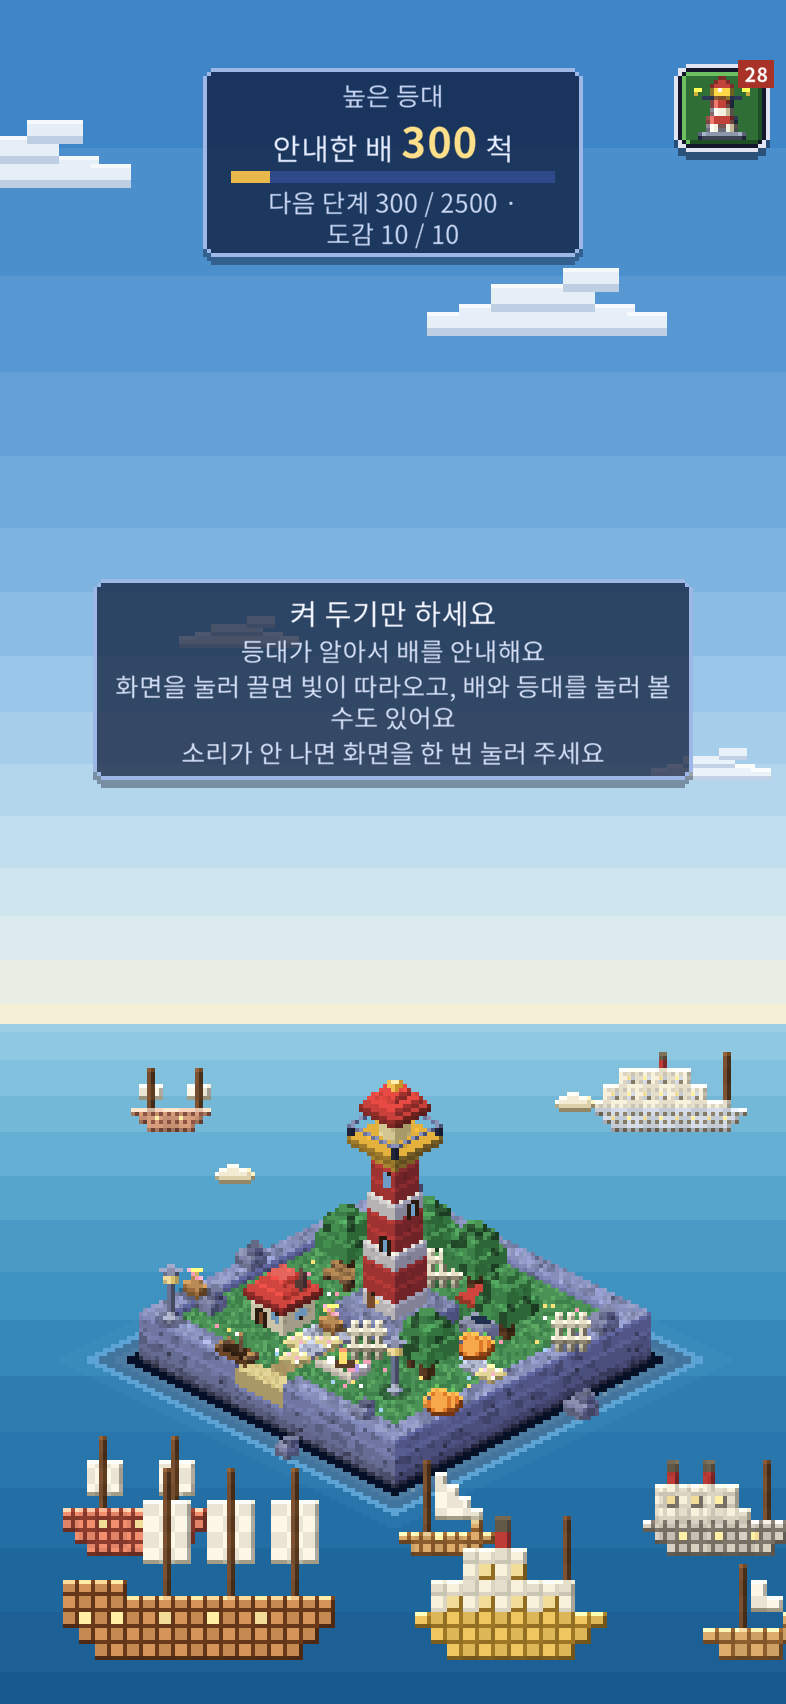 높은 등대
28
안내한 배 300 척
다음 단계 300 / 2500 ·
도감 10 / 10
켜 두기만 하세요
등대가 알아서 배를 안내해요
화면을 눌러 끌면 빛이 따라오고, 배와 등대를 눌러 볼
수도 있어요
소리가 안 나면 화면을 한 번 눌러 주세요